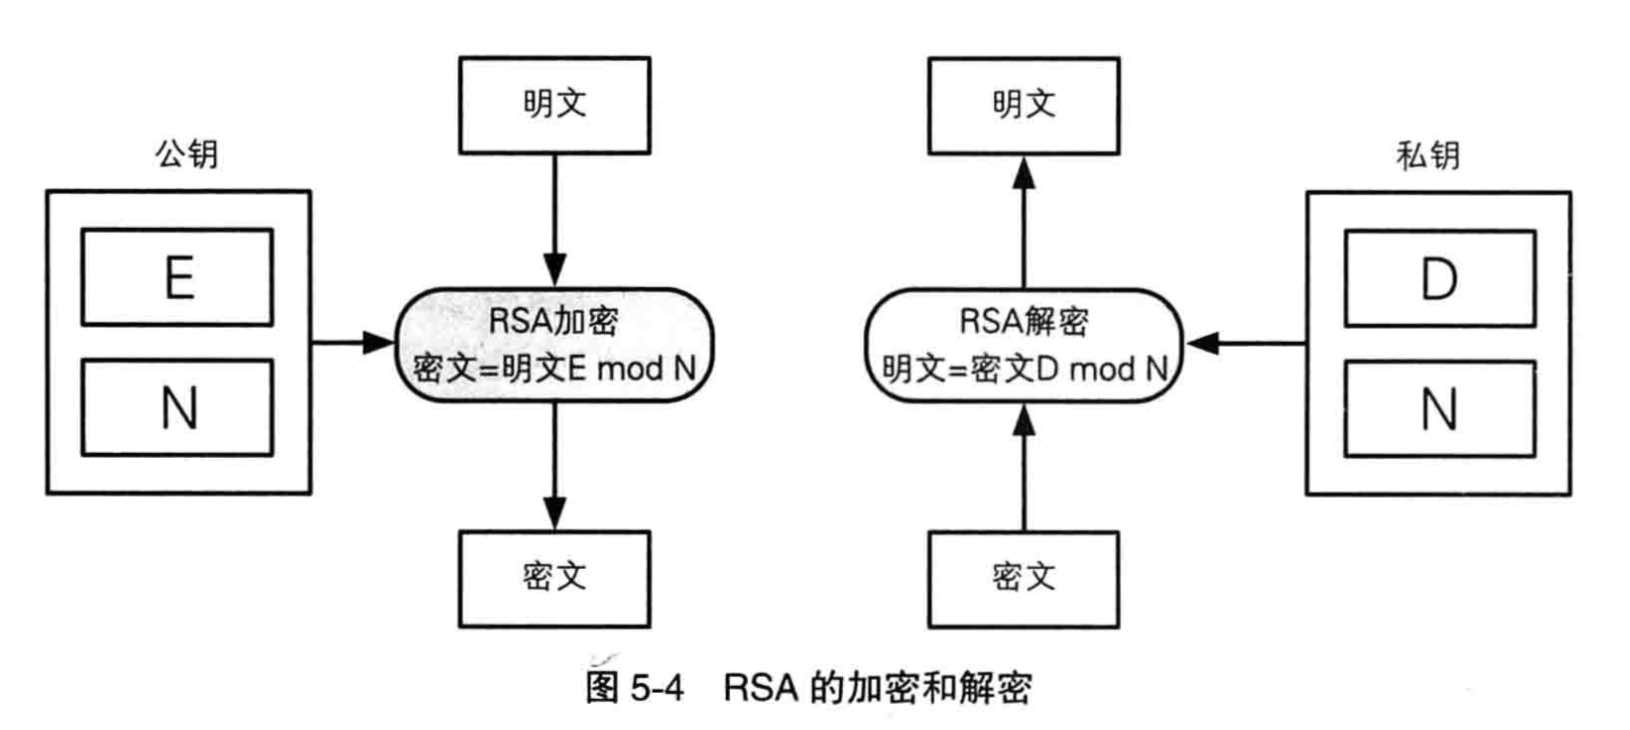 明文
明文
公钥
私钥
E
D
RSA加密
密文=明文E mod N
RSA解密
明文=密文D mod N
N
N
密文
密文
图 5-4 RSA 的加密和解密